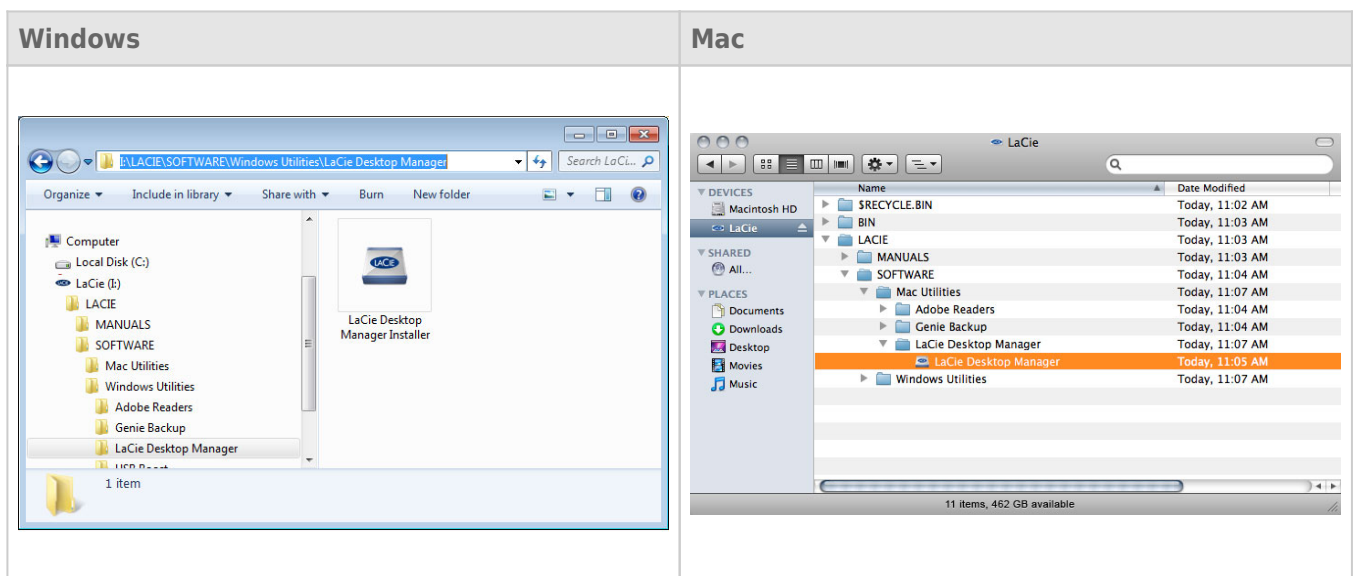 Windows
Mac
I:\LACIE\SOFTWARE\Windows Utilities\LaCie Desktop Manager
Search LaCi...
Organize
Include in library
Share with
Burn
New folder
Computer
Local Disk (C:)
LaCie (I:)
LACIE
MANUALS
SOFTWARE
Mac Utilities
Windows Utilities
Adobe Readers
Genie Backup
LaCie Desktop Manager
USB Boost
LACIE
LaCie Desktop
Manager Installer
1 item
LaCie
DEVICES
Macintosh HD
LaCie
SHARED
All...
PLACES
Documents
Downloads
Desktop
Movies
Music
Name Date Modified
$RECYCLE.BIN Today, 11:02 AM
BIN Today, 11:03 AM
LACIE Today, 11:03 AM
MANUALS Today, 11:03 AM
SOFTWARE Today, 11:04 AM
Mac Utilities Today, 11:07 AM
Adobe Readers Today, 11:04 AM
Genie Backup Today, 11:04 AM
LaCie Desktop Manager Today, 11:07 AM
LaCie Desktop Manager Today, 11:05 AM
Windows Utilities Today, 11:07 AM
11 items, 462 GB available